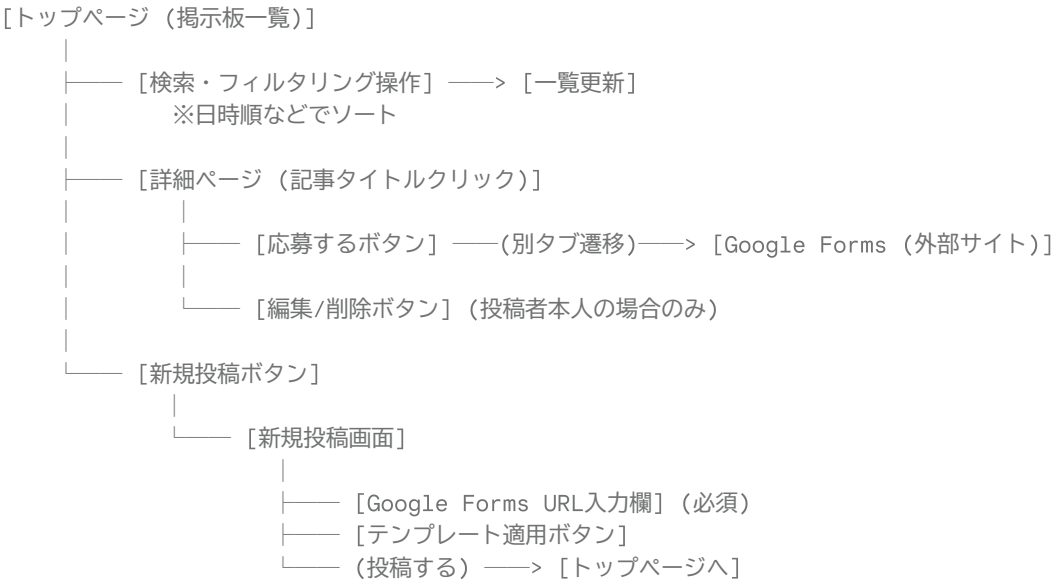 [トップページ (掲示板一覧)]
│
├── [検索・フィルタリング操作] ──> [一覧更新]
│ ※日時順などでソート
│
├── [詳細ページ (記事タイトルクリック)]
│ │
│ ├── [応募するボタン] ──(別タブ遷移)──> [Google Forms (外部サイト)]
│ │
│ └── [編集/削除ボタン] (投稿者本人の場合のみ)
│
└── [新規投稿ボタン]
│
└── [新規投稿画面]
│
├── [Google Forms URL入力欄] (必須)
├── [テンプレート適用ボタン]
└── (投稿する) ──> [トップページへ]